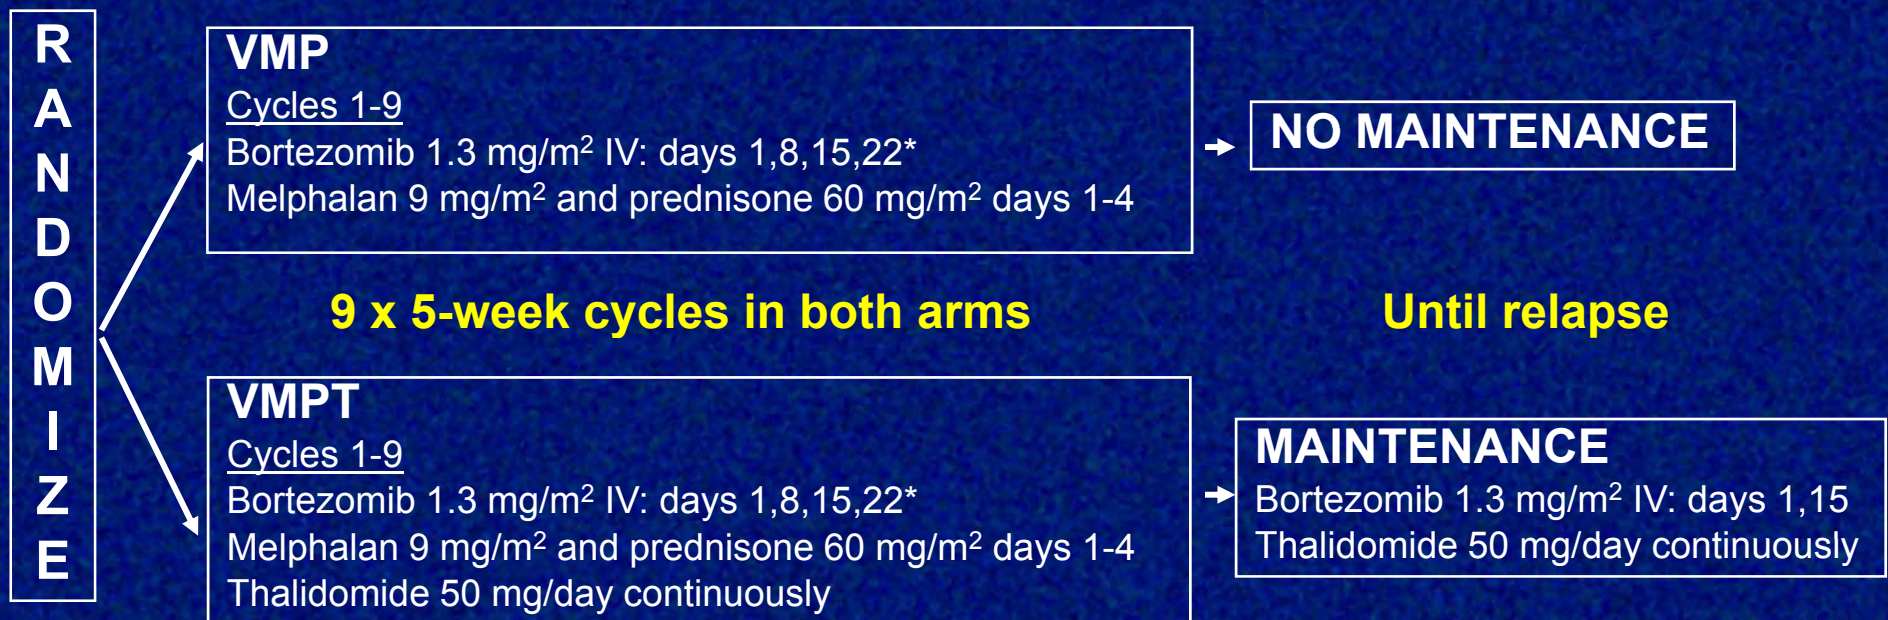 RANDOMIZE
VMP
Cycles 1-9
Bortezomib 1.3 mg/m² IV: days 1,8,15,22*
Melphalan 9 mg/m² and prednisone 60 mg/m² days 1-4
NO MAINTENANCE
9 x 5-week cycles in both arms
Until relapse
VMPT
Cycles 1-9
Bortezomib 1.3 mg/m² IV: days 1,8,15,22*
Melphalan 9 mg/m² and prednisone 60 mg/m² days 1-4
Thalidomide 50 mg/day continuously
MAINTENANCE
Bortezomib 1.3 mg/m² IV: days 1,15
Thalidomide 50 mg/day continuously